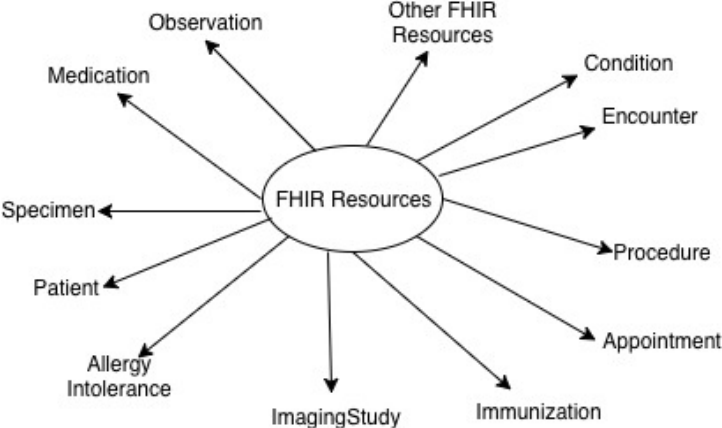 Other FHIR
Resources
Observation
Condition
Medication
Encounter
FHIR Resources
Specimen
Procedure
Patient
Appointment
Allergy
Intolerance
ImagingStudy
Immunization